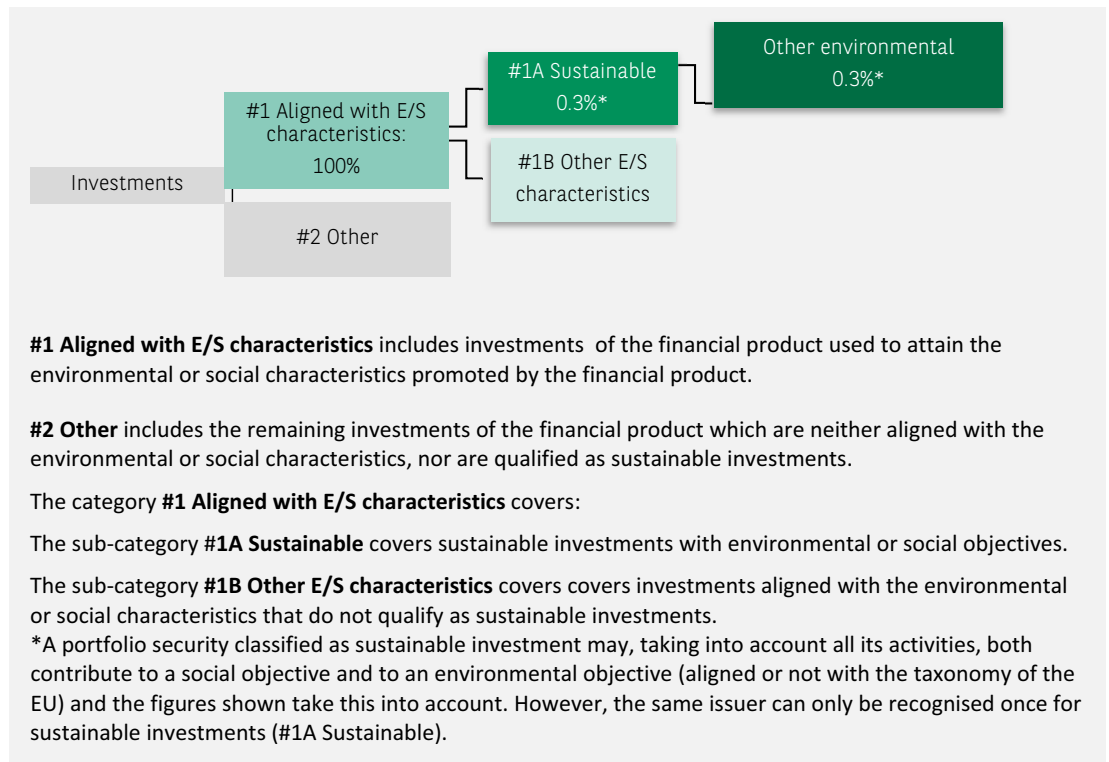 Other environmental
0.3%*
#1A Sustainable
0.3%*
#1 Aligned with E/S
characteristics:
100%
#1B Other E/S
characteristics
Investments
#2 Other
#1 Aligned with E/S characteristics includes investments  of the financial product used to attain the
environmental or social characteristics promoted by the financial product.
#2 Other includes the remaining investments of the financial product which are neither aligned with the
environmental or social characteristics, nor are qualified as sustainable investments.
The category #1 Aligned with E/S characteristics covers:
The sub-category #1A Sustainable covers sustainable investments with environmental or social objectives.
The sub-category #1B Other E/S characteristics covers covers investments aligned with the environmental
or social characteristics that do not qualify as sustainable investments.
*A portfolio security classified as sustainable investment may, taking into account all its activities, both
contribute to a social objective and to an environmental objective (aligned or not with the taxonomy of the
EU) and the figures shown take this into account. However, the same issuer can only be recognised once for
sustainable investments (#1A Sustainable).